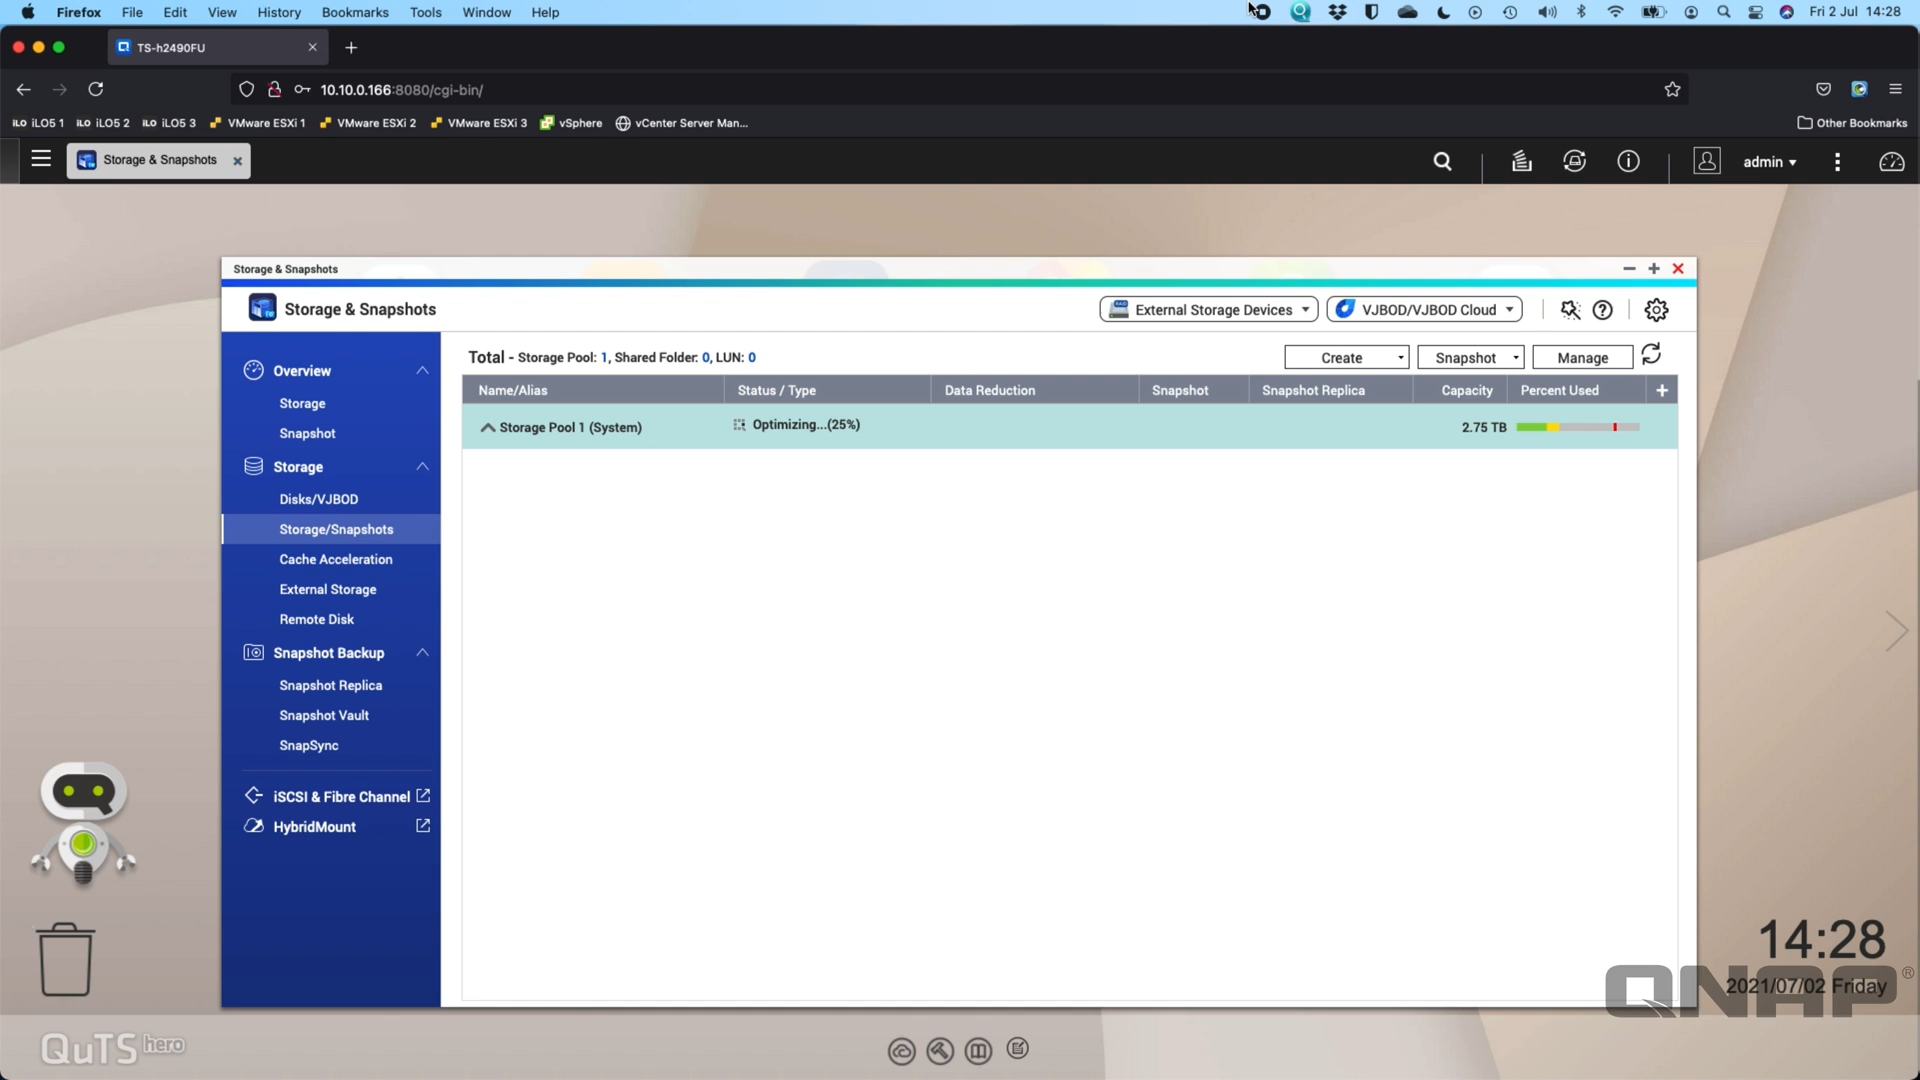 Firefox File Edit View History Bookmarks Tools Window Help Fri 2 Jul 14:28
TS-h2490FU
10.10.0.166:8080/cgi-bin/
iLO iLO5 1 iLO iLO5 2 iLO iLO5 3 VMware ESXi 1 VMware ESXi 2 VMware ESXi 3 vSphere vCenter Server Man... Other Bookmarks
Storage & Snapshots admin
Storage & Snapshots
Storage & Snapshots External Storage Devices VJBOD/VJBOD Cloud
Overview
Storage
Snapshot
Storage
Disks/VJBOD
Storage/Snapshots
Cache Acceleration
External Storage
Remote Disk
Snapshot Backup
Snapshot Replica
Snapshot Vault
SnapSync
iSCSI & Fibre Channel
HybridMount
Total - Storage Pool: 1, Shared Folder: 0, LUN: 0 Create Snapshot Manage
Name/Alias Status / Type Data Reduction Snapshot Snapshot Replica Capacity Percent Used
Storage Pool 1 (System) Optimizing...(25%) 2.75 TB
14:28
2021/07/02 Friday
QNAP®
QuTS hero